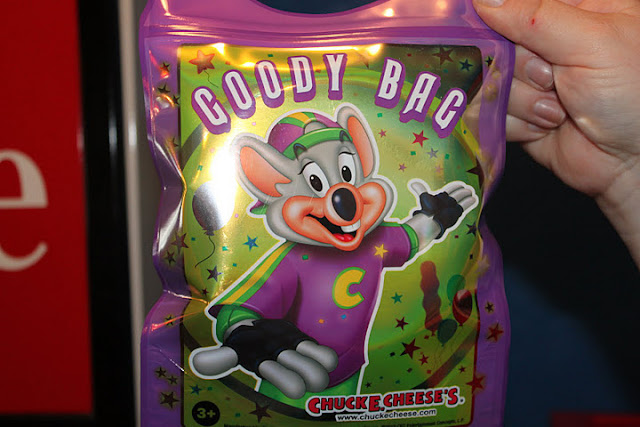 e
GOODY BAG
C
CHUCK E. CHEESE'S.
www.chuckecheese.com
3+